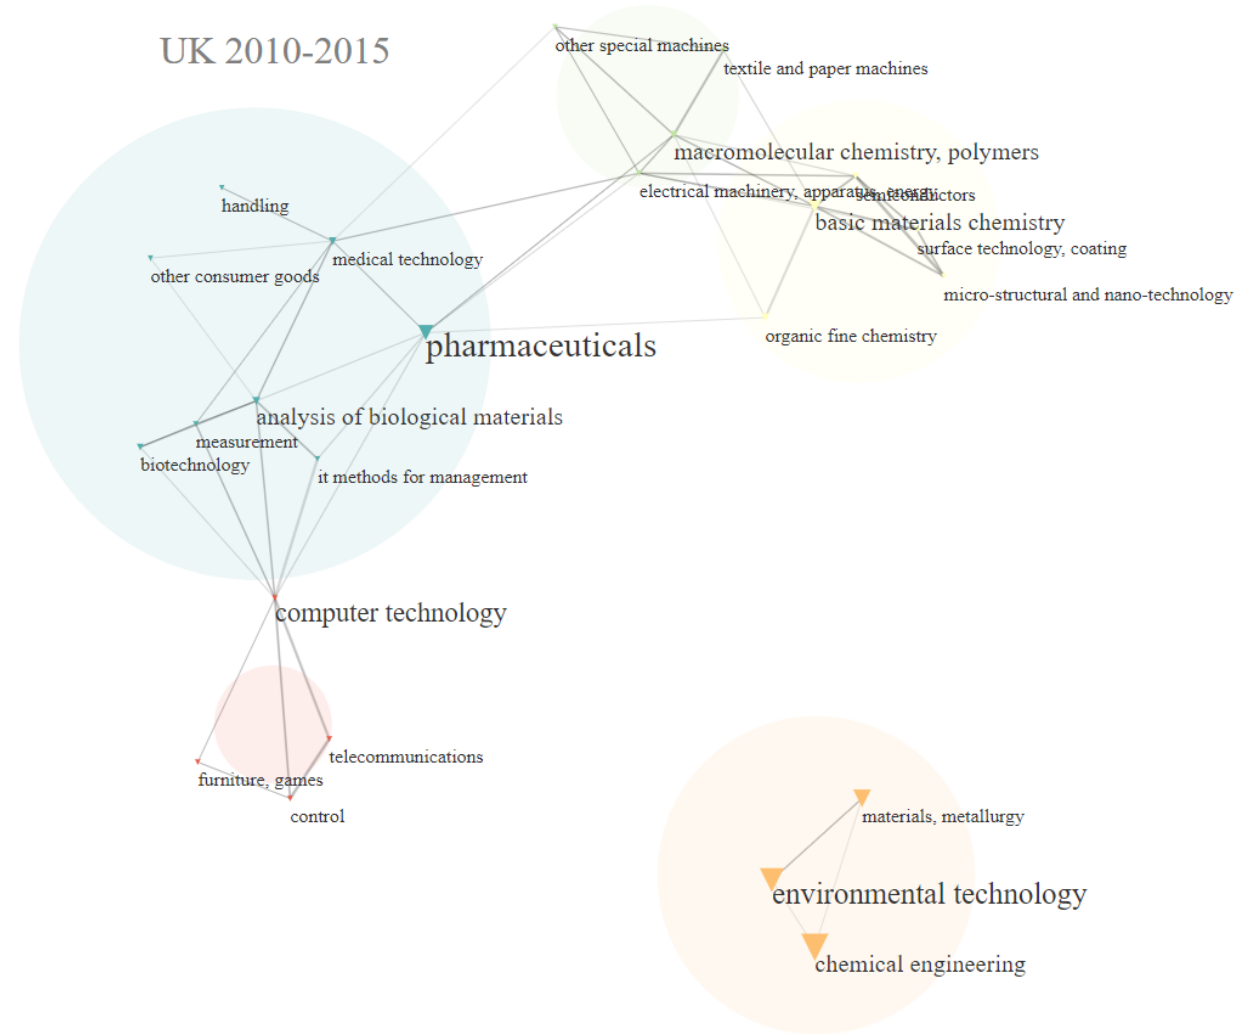 UK 2010-2015
other special machines
textile and paper machines
macromolecular chemistry, polymers
electrical machinery, apparatus, energy
semiconductors
handling
basic materials chemistry
medical technology
surface technology, coating
other consumer goods
micro-structural and nano-technology
pharmaceuticals
organic fine chemistry
analysis of biological materials
measurement
biotechnology
it methods for management
computer technology
telecommunications
furniture, games
control
materials, metallurgy
environmental technology
chemical engineering